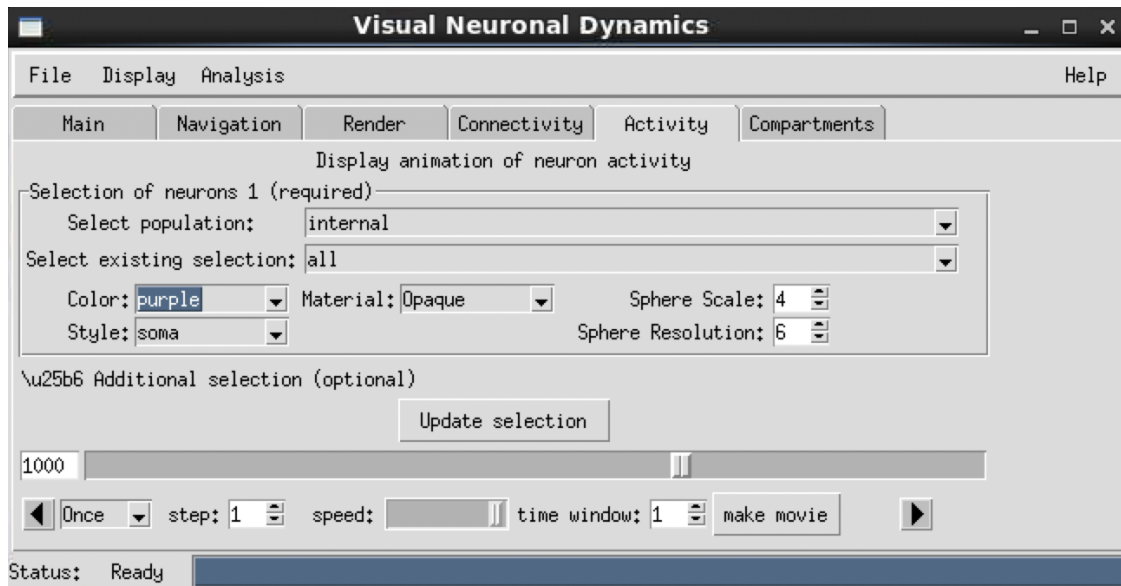 Visual Neuronal Dynamics
File Display Analysis Help
Main Navigation Render Connectivity Activity Compartments
Display animation of neuron activity
Selection of neurons 1 (required)
Select population: internal
Select existing selection: all
Color: purple Material: Opaque Sphere Scale: 4
Style: soma Sphere Resolution: 6
\u25b6 Additional selection (optional)
Update selection
1000
Once step: 1 speed: time window: 1 make movie
Status: Ready